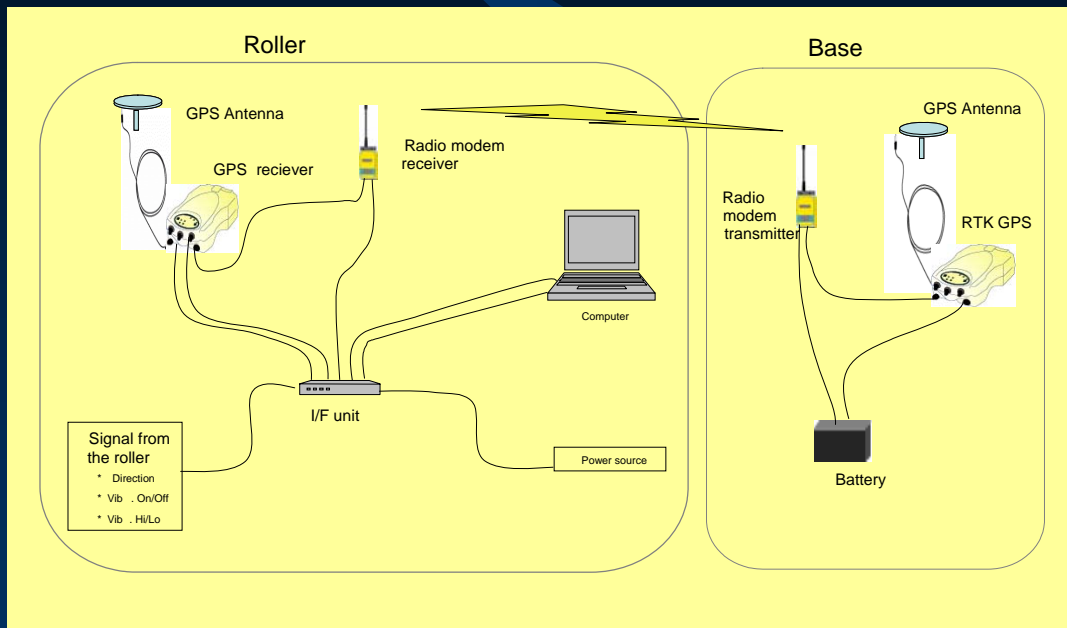 Roller
Base
GPS Antenna
GPS reciever
Radio modem
receiver
GPS Antenna
Radio
modem
transmitter
RTK GPS
Computer
I/F unit
Signal from
the roller
* Direction
* Vib . On/Off
* Vib . Hi/Lo
Power source
Battery